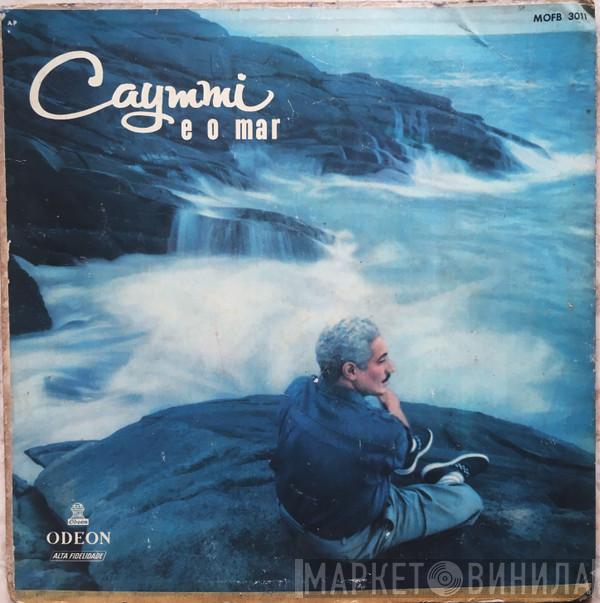 AP
MOFB 3011
Caymmi
e o mar
Odeon
ODEON
ALTA FIDELIDADE
МАРКЕТ ВИНИЛА